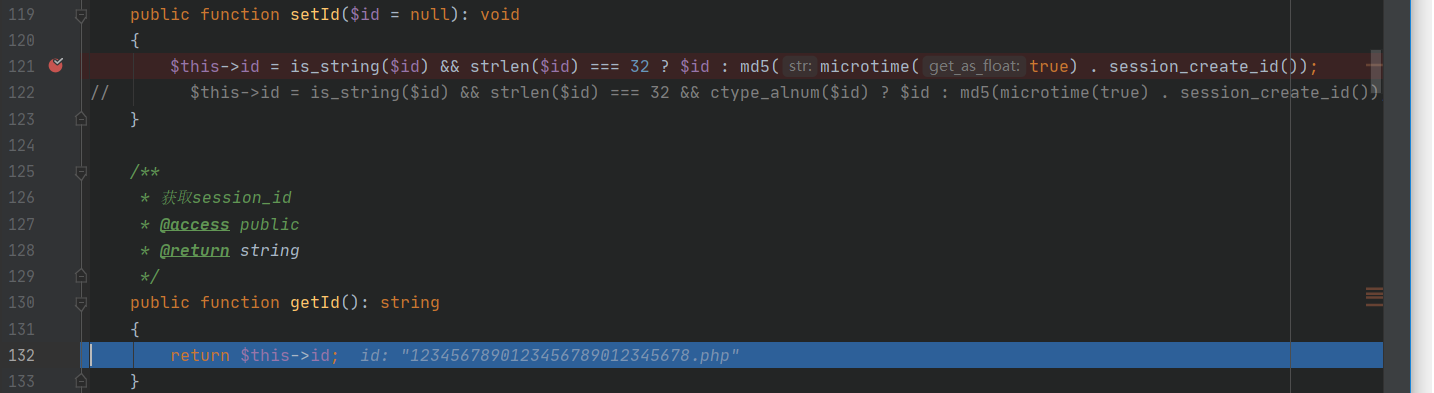 119 public function setId($id = null): void
120 {
121 $this->id = is_string($id) && strlen($id) === 32 ? $id : md5( str: microtime( get_as_float: true) . session_create_id());
122 // $this->id = is_string($id) && strlen($id) === 32 && ctype_alnum($id) ? $id : md5(microtime(true) . session_create_id())
123 }
124
125 /**
126 * 获取session_id
127 * @access public
128 * @return string
129 */
130 public function getId(): string
131 {
132 return $this->id; id: "1234567890123456789012345678.php"
133 }